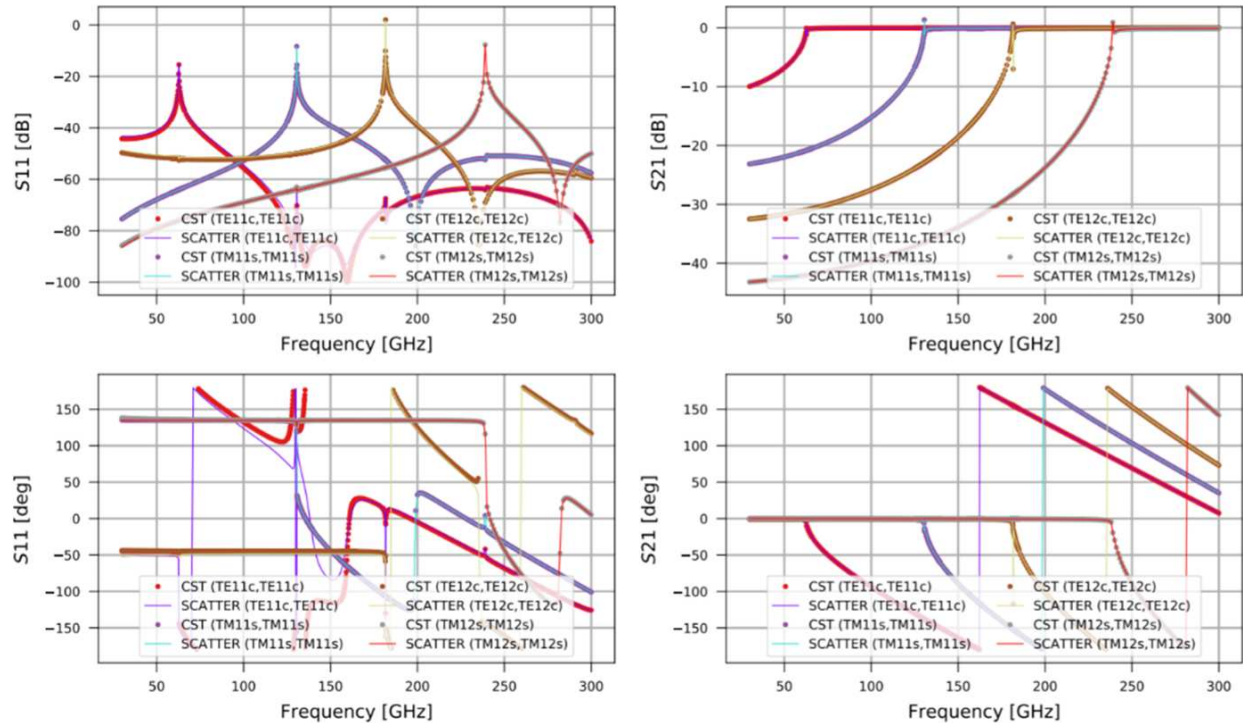 0
−20
−40
−60
−80
−100
S11 [dB]
CST (TE11c,TE11c)
SCATTER (TE11c,TE11c)
CST (TM11s,TM11s)
SCATTER (TM11s,TM11s)
CST (TE12c,TE12c)
SCATTER (TE12c,TE12c)
CST (TM12s,TM12s)
SCATTER (TM12s,TM12s)
50 100 150 200 250 300
Frequency [GHz]
0
−10
−20
−30
−40
S21 [dB]
CST (TE11c,TE11c)
SCATTER (TE11c,TE11c)
CST (TM11s,TM11s)
SCATTER (TM11s,TM11s)
CST (TE12c,TE12c)
SCATTER (TE12c,TE12c)
CST (TM12s,TM12s)
SCATTER (TM12s,TM12s)
50 100 150 200 250 300
Frequency [GHz]
150
100
50
0
−50
−100
−150
S11 [deg]
CST (TE11c,TE11c)
SCATTER (TE11c,TE11c)
CST (TM11s,TM11s)
SCATTER (TM11s,TM11s)
CST (TE12c,TE12c)
SCATTER (TE12c,TE12c)
CST (TM12s,TM12s)
SCATTER (TM12s,TM12s)
50 100 150 200 250 300
Frequency [GHz]
150
100
50
0
−50
−100
−150
S21 [deg]
CST (TE11c,TE11c)
SCATTER (TE11c,TE11c)
CST (TM11s,TM11s)
SCATTER (TM11s,TM11s)
CST (TE12c,TE12c)
SCATTER (TE12c,TE12c)
CST (TM12s,TM12s)
SCATTER (TM12s,TM12s)
50 100 150 200 250 300
Frequency [GHz]